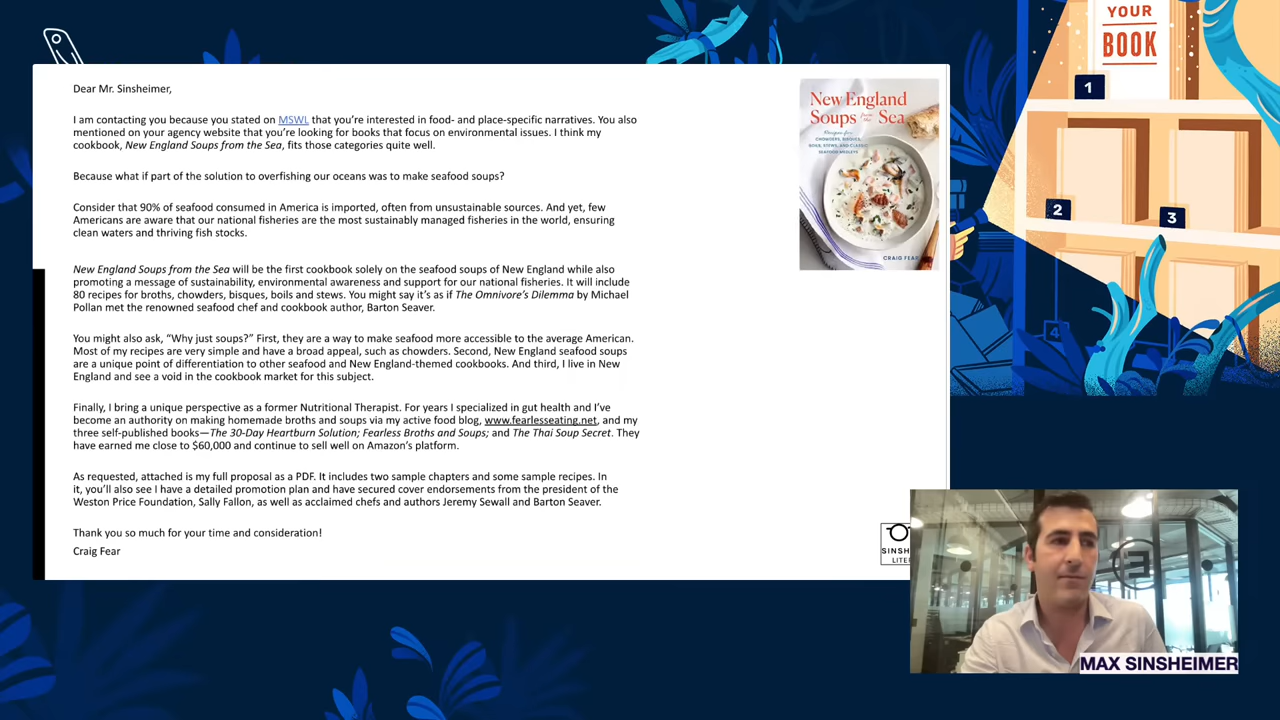 YOUR
BOOK
1
2
3
4
Dear Mr. Sinsheimer,
I am contacting you because you stated on MSWL that you're interested in food- and place-specific narratives. You also
mentioned on your agency website that you're looking for books that focus on environmental issues. I think my
cookbook, New England Soups from the Sea, fits those categories quite well.
Because what if part of the solution to overfishing our oceans was to make seafood soups?
Consider that 90% of seafood consumed in America is imported, often from unsustainable sources. And yet, few
Americans are aware that our national fisheries are the most sustainably managed fisheries in the world, ensuring
clean waters and thriving fish stocks.
New England Soups from the Sea will be the first cookbook solely on the seafood soups of New England while also
promoting a message of sustainability, environmental awareness and support for our national fisheries. It will include
80 recipes for broths, chowders, bisques, boils and stews. You might say it's as if The Omnivore's Dilemma by Michael
Pollan met the renowned seafood chef and cookbook author, Barton Seaver.
You might also ask, "Why just soups?" First, they are a way to make seafood more accessible to the average American.
Most of my recipes are very simple and have a broad appeal, such as chowders. Second, New England seafood soups
are a unique point of differentiation to other seafood and New England-themed cookbooks. And third, I live in New
England and see a void in the cookbook market for this subject.
Finally, I bring a unique perspective as a former Nutritional Therapist. For years I specialized in gut health and I've
become an authority on making homemade broths and soups via my active food blog, www.fearlesseating.net, and my
three self-published books—The 30-Day Heartburn Solution; Fearless Broths and Soups; and The Thai Soup Secret. They
have earned me close to $60,000 and continue to sell well on Amazon's platform.
As requested, attached is my full proposal as a PDF. It includes two sample chapters and some sample recipes. In
it, you'll also see I have a detailed promotion plan and have secured cover endorsements from the president of the
Weston Price Foundation, Sally Fallon, as well as acclaimed chefs and authors Jeremy Sewall and Barton Seaver.
Thank you so much for your time and consideration!
Craig Fear
New England
Soups from the Sea
Recipes for
CHOWDERS, BISQUES,
BOILS, STEWS, AND CLASSIC
SEAFOOD MEDLEYS
CRAIG FEAR
SINSH
LITE
MAX SINSHEIMER